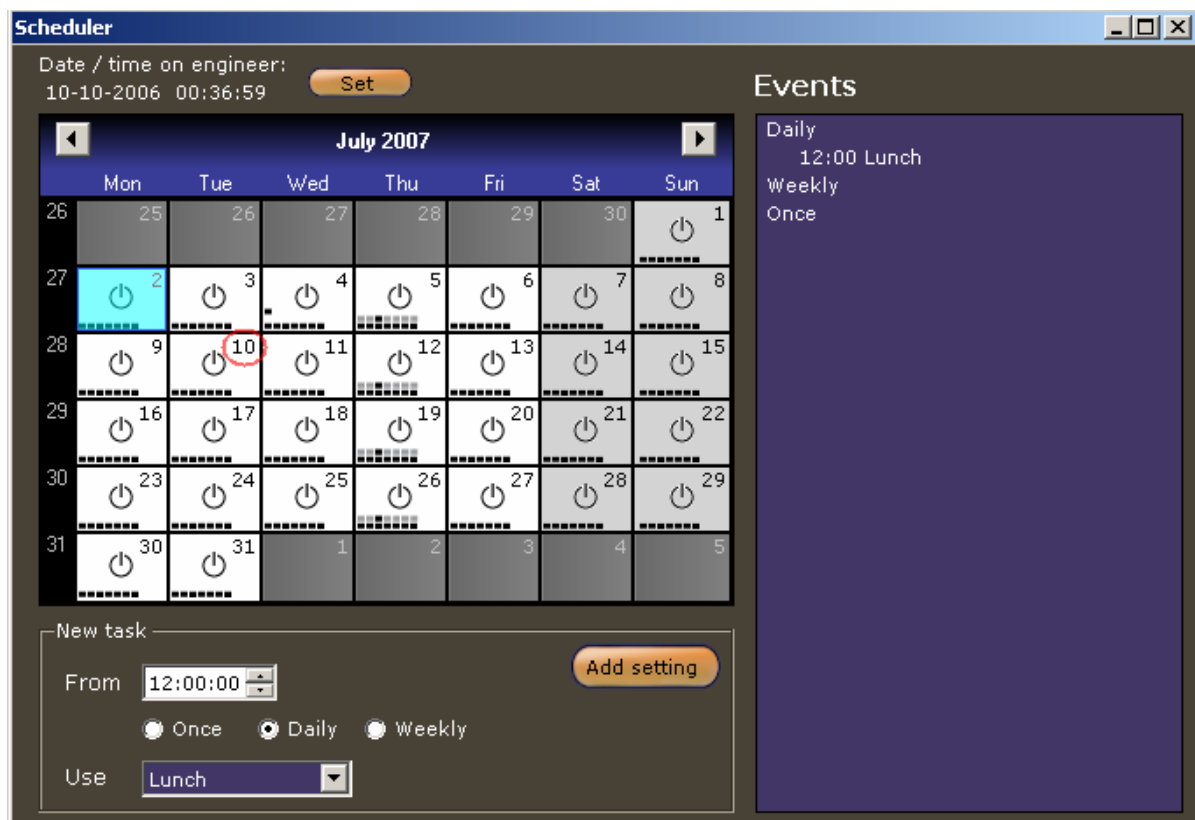 Scheduler
Date / time on engineer:
10-10-2006 00:36:59
Set
Events
July 2007
Mon Tue Wed Thu Fri Sat Sun
26 25 26 27 28 29 30 1
27 2 3 4 5 6 7 8
28 9 10 11 12 13 14 15
29 16 17 18 19 20 21 22
30 23 24 25 26 27 28 29
31 30 31 1 2 3 4 5
Daily
12:00 Lunch
Weekly
Once
New task
From 12:00:00
Add setting
Once Daily Weekly
Use Lunch